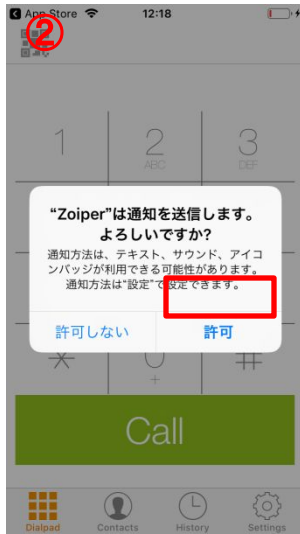 App Store 12:18
②
1 2 3
ABC DEF
“Zoiper”は通知を送信します。
よろしいですか?
通知方法は、テキスト、サウンド、アイコ
ンバッジが利用できる可能性があります。
通知方法は“設定”で設定できます。
許可しない 許可
* 0 #
+
Call
Dialpad Contacts History Settings